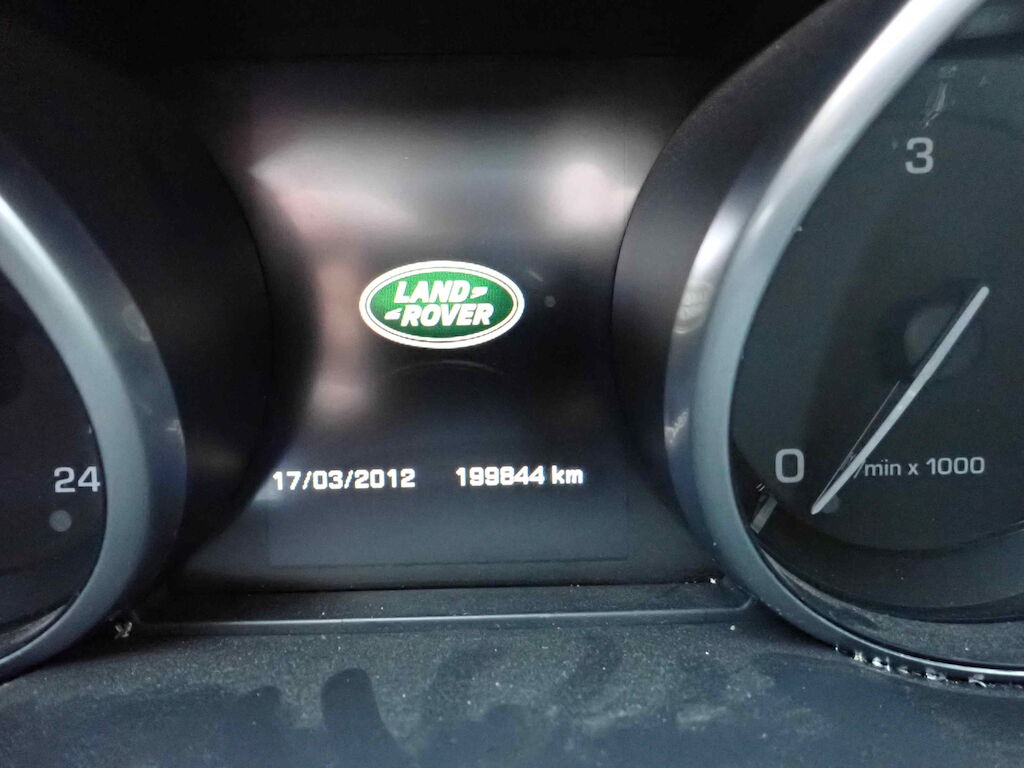 3
LAND
ROVER
24
17/03/2012 199844 km
0
/min x 1000